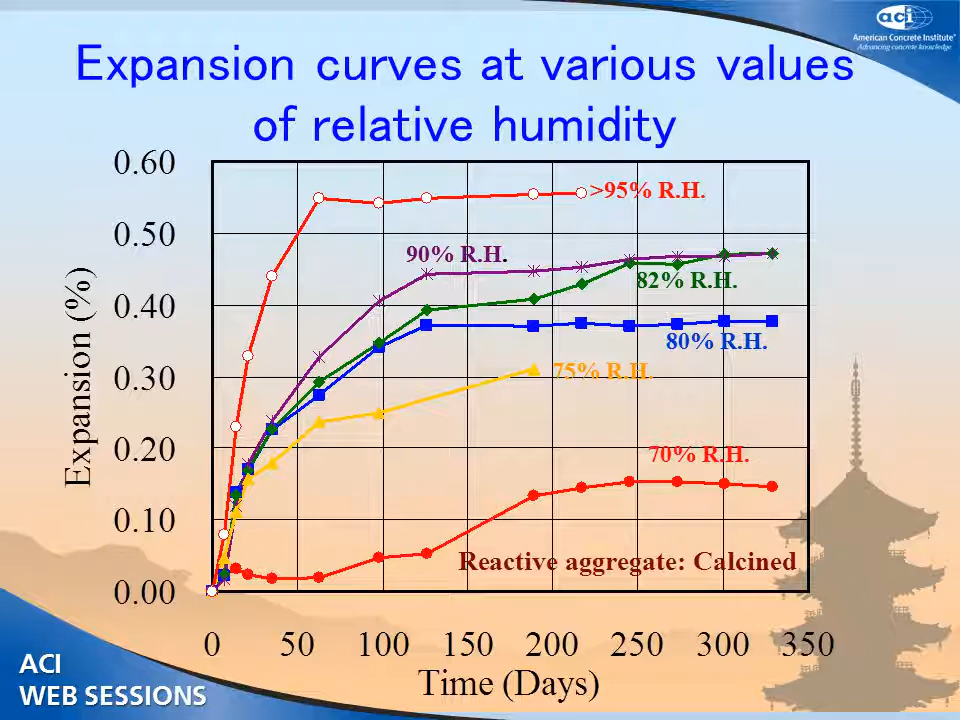 aci
American Concrete Institute®
Advancing concrete knowledge
Expansion curves at various values
of relative humidity
0.60
0.50
0.40
0.30
0.20
0.10
0.00
Expansion (%)
>95% R.H.
90% R.H.
82% R.H.
80% R.H.
75% R.H.
70% R.H.
Reactive aggregate: Calcined
0 50 100 150 200 250 300 350
Time (Days)
ACI
WEB SESSIONS